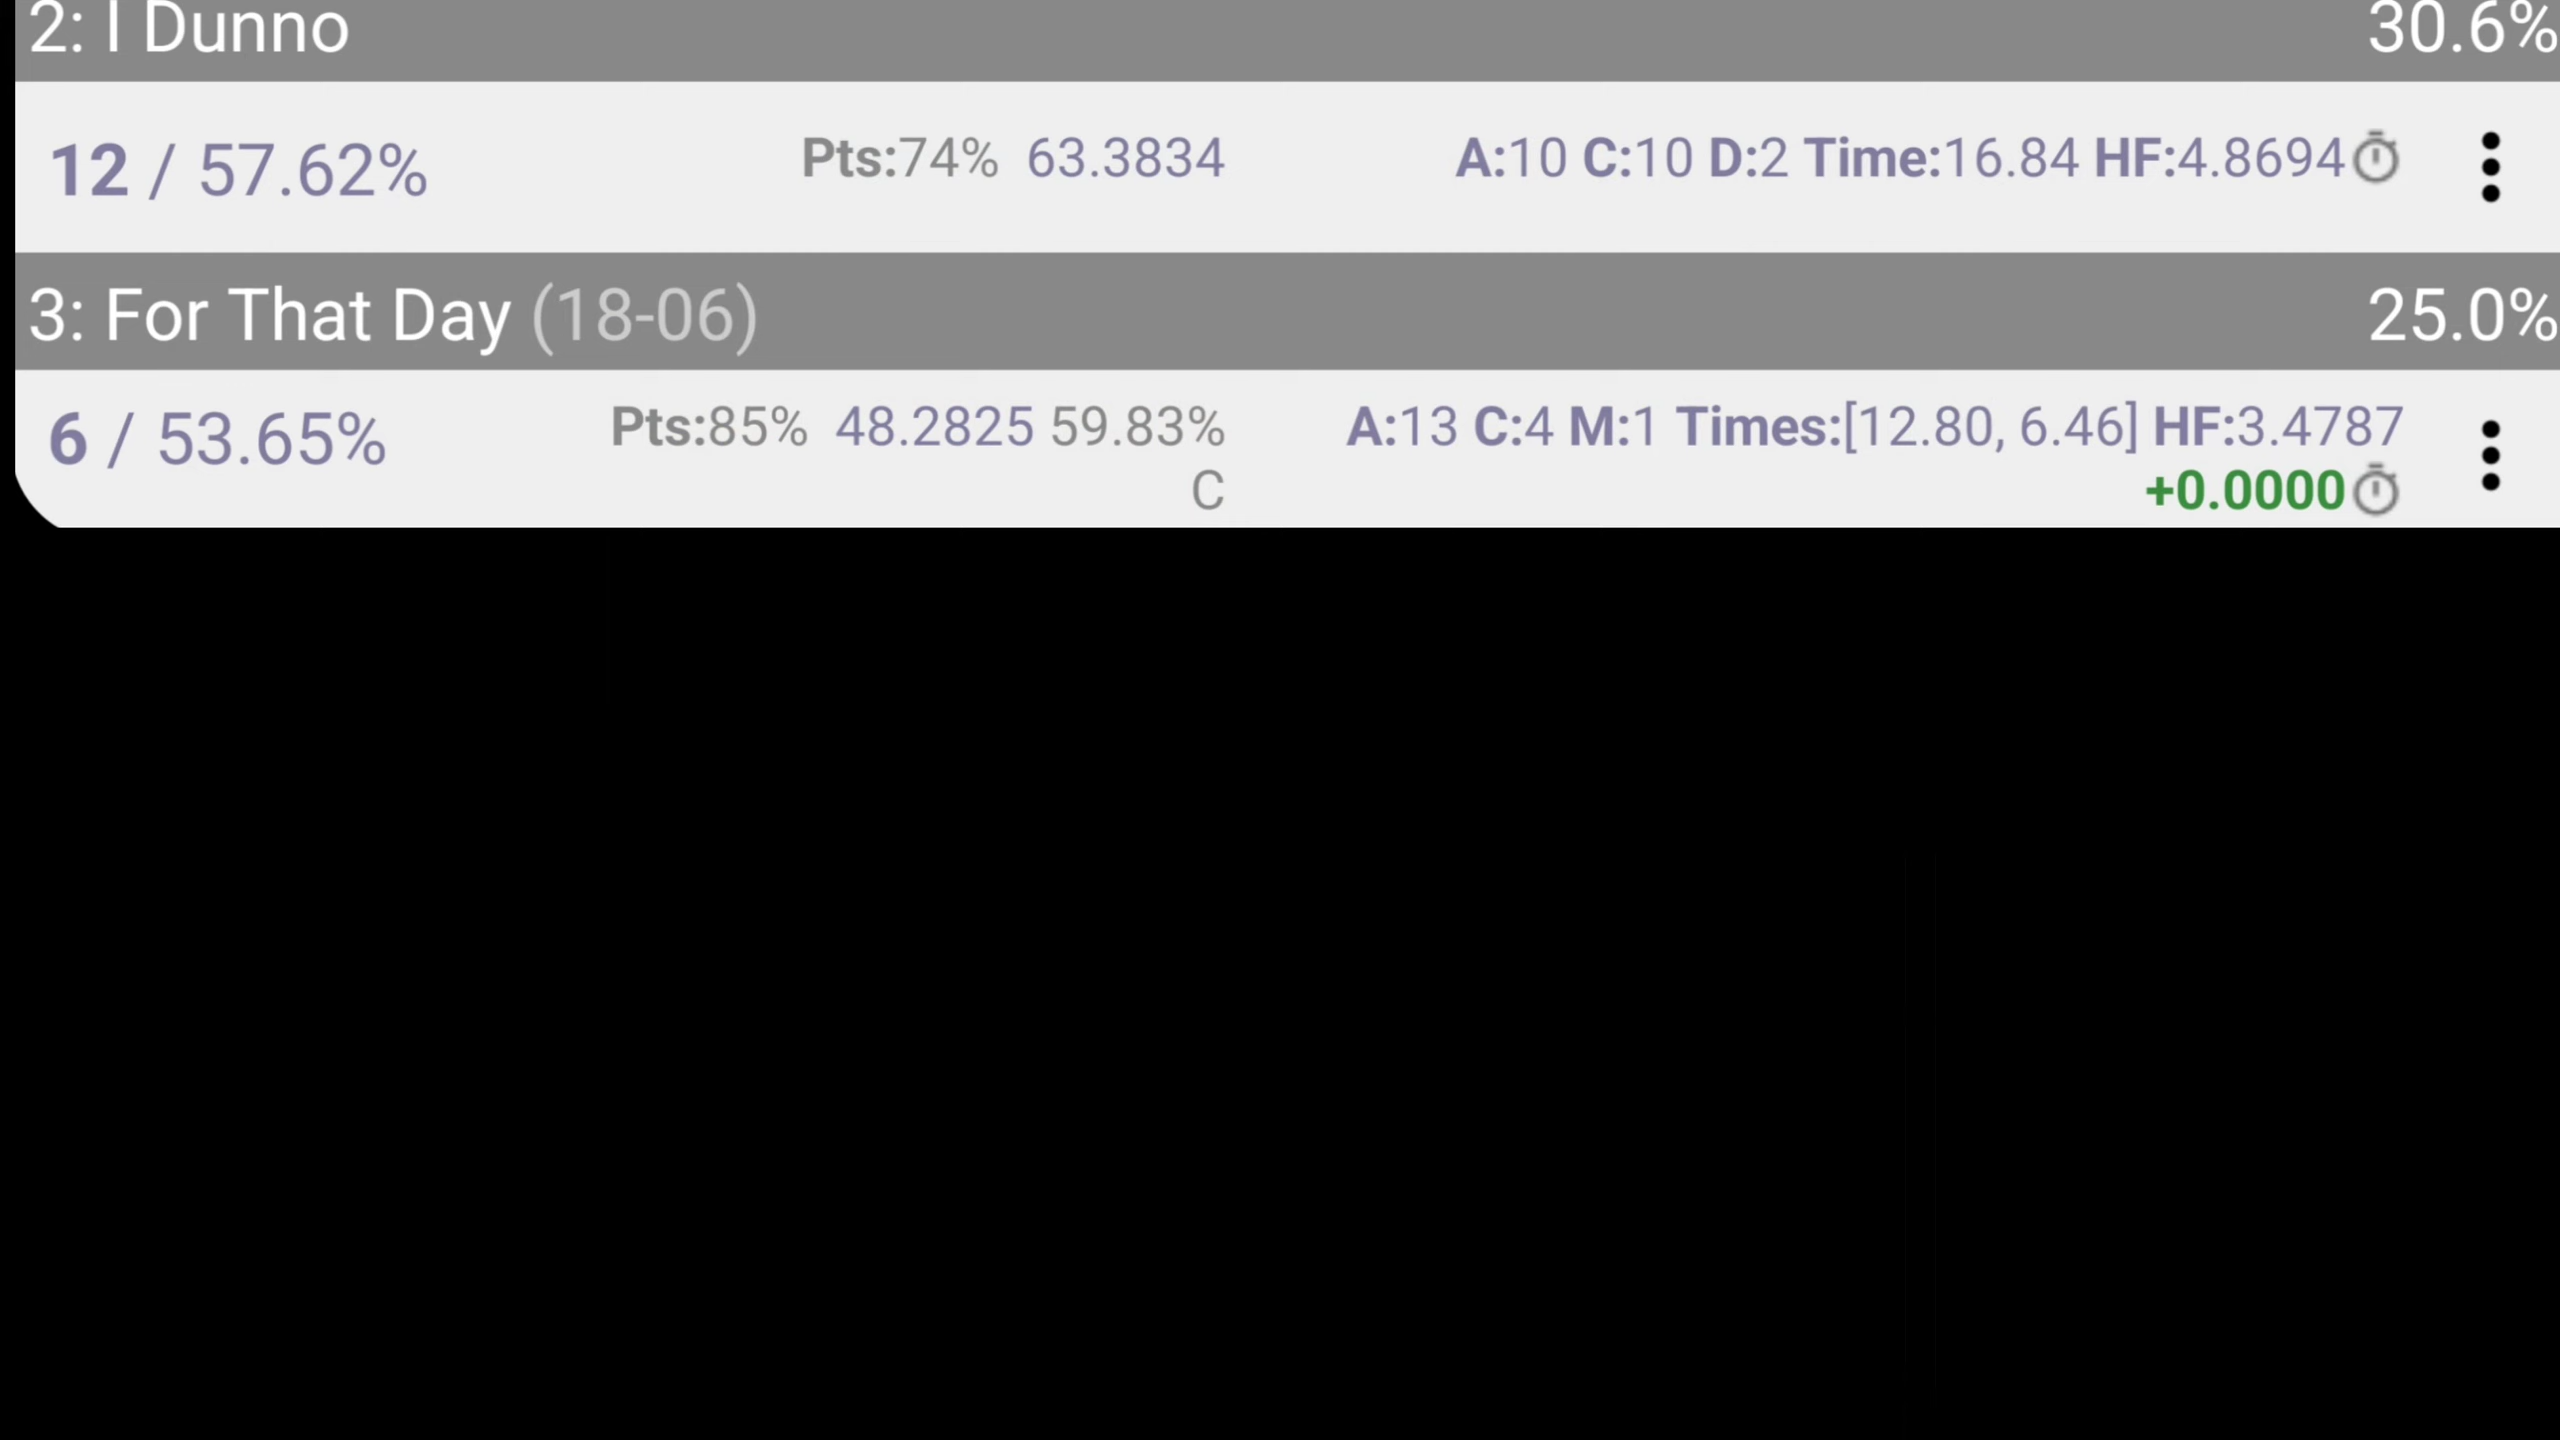 2: I Dunno 30.6%
12 / 57.62% Pts:74% 63.3834 A:10 C:10 D:2 Time:16.84 HF:4.8694
3: For That Day (18-06) 25.0%
6 / 53.65% Pts:85% 48.2825 59.83% A:13 C:4 M:1 Times:[12.80, 6.46] HF:3.4787
C +0.0000